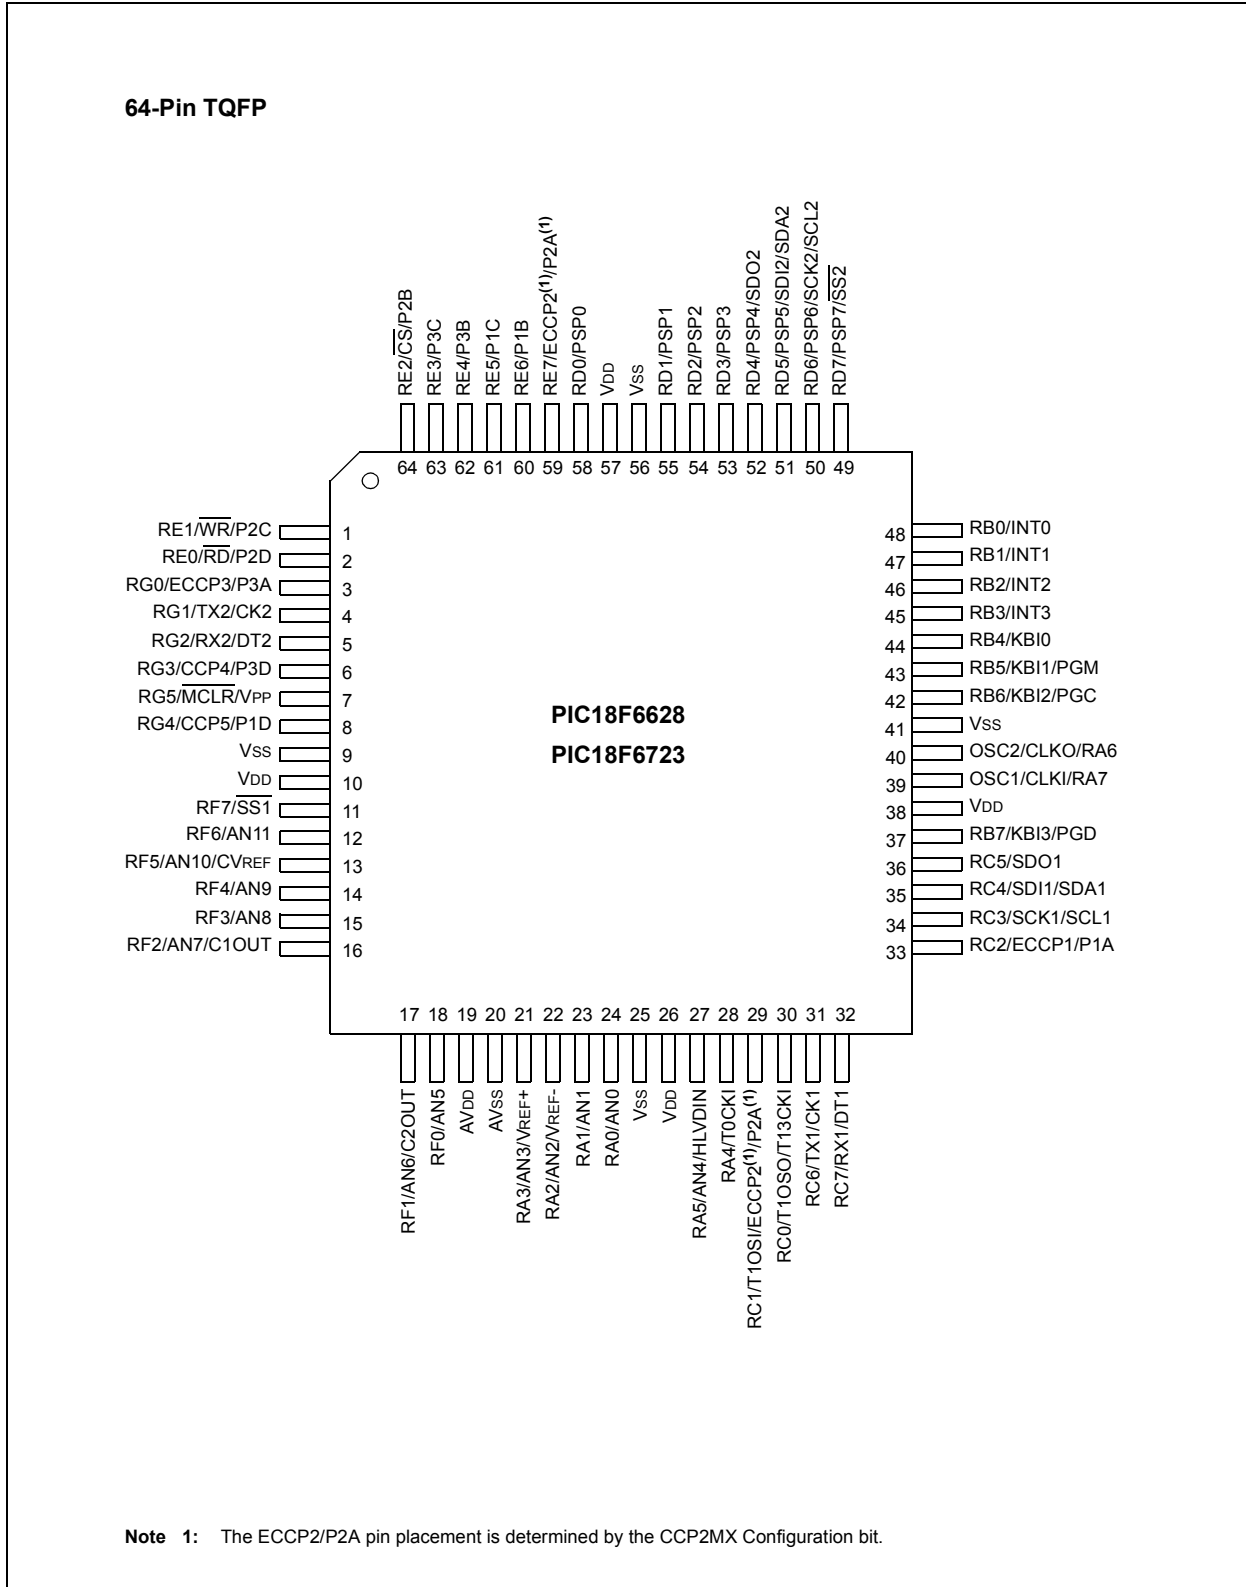 64-Pin TQFP
RE2/CS/P2B
RE3/P3C
RE4/P3B
RE5/P1C
RE6/P1B
RE7/ECCP2(1)/P2A(1)
RD0/PSP0
VDD
VSS
RD1/PSP1
RD2/PSP2
RD3/PSP3
RD4/PSP4/SDO2
RD5/PSP5/SDI2/SDA2
RD6/PSP6/SCK2/SCL2
RD7/PSP7/SS2
64 63 62 61 60 59 58 57 56 55 54 53 52 51 50 49
RE1/WR/P2C 1
RE0/RD/P2D 2
RG0/ECCP3/P3A 3
RG1/TX2/CK2 4
RG2/RX2/DT2 5
RG3/CCP4/P3D 6
RG5/MCLR/VPP 7
RG4/CCP5/P1D 8
VSS 9
VDD 10
RF7/SS1 11
RF6/AN11 12
RF5/AN10/CVREF 13
RF4/AN9 14
RF3/AN8 15
RF2/AN7/C1OUT 16
PIC18F6628
PIC18F6723
48 RB0/INT0
47 RB1/INT1
46 RB2/INT2
45 RB3/INT3
44 RB4/KBI0
43 RB5/KBI1/PGM
42 RB6/KBI2/PGC
41 VSS
40 OSC2/CLKO/RA6
39 OSC1/CLKI/RA7
38 VDD
37 RB7/KBI3/PGD
36 RC5/SDO1
35 RC4/SDI1/SDA1
34 RC3/SCK1/SCL1
33 RC2/ECCP1/P1A
17 18 19 20 21 22 23 24 25 26 27 28 29 30 31 32
RF1/AN6/C2OUT
RF0/AN5
AVDD
AVSS
RA3/AN3/VREF+
RA2/AN2/VREF-
RA1/AN1
RA0/AN0
VSS
VDD
RA5/AN4/HLVDIN
RA4/T0CKI
RC1/T1OSI/ECCP2(1)/P2A(1)
RC0/T1OSO/T13CKI
RC6/TX1/CK1
RC7/RX1/DT1
Note 1: The ECCP2/P2A pin placement is determined by the CCP2MX Configuration bit.